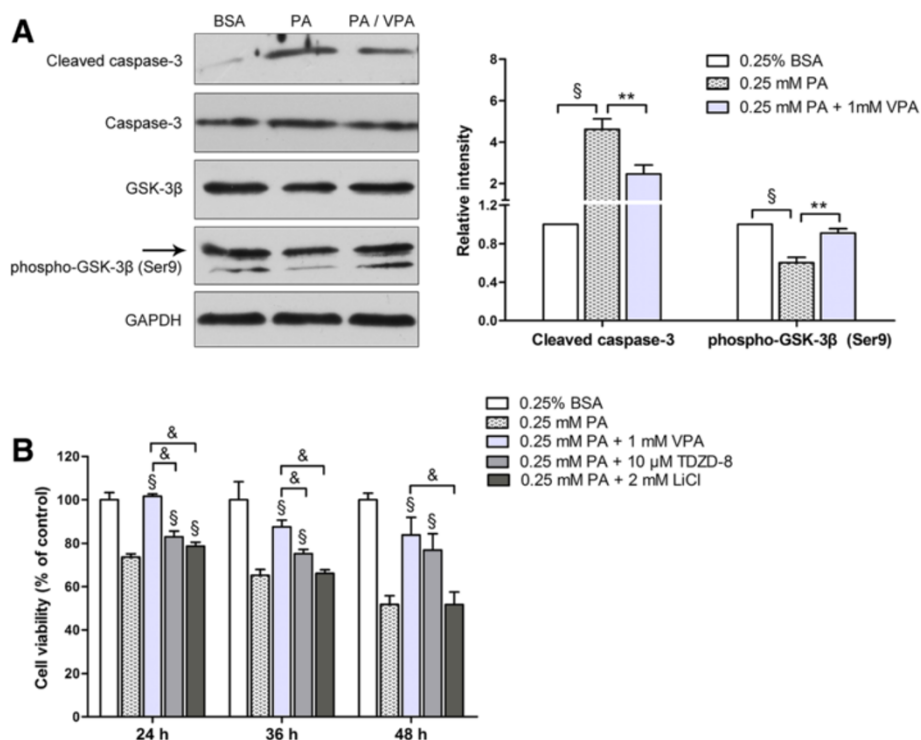 A
BSA PA PA / VPA
Cleaved caspase-3
Caspase-3
GSK-3β
phospho-GSK-3β (Ser9)
GAPDH
0.25% BSA
0.25 mM PA
0.25 mM PA + 1mM VPA
Relative intensity
8
6
4
2
1.2
0.8
0.4
0.0
§ **
§ **
Cleaved caspase-3 phospho-GSK-3β (Ser9)
B
0.25% BSA
0.25 mM PA
0.25 mM PA + 1 mM VPA
0.25 mM PA + 10 µM TDZD-8
0.25 mM PA + 2 mM LiCl
Cell viability (% of control)
120
100
80
60
40
20
0
&
&
§
§ §
&
&
§
§
&
§ §
24 h 36 h 48 h